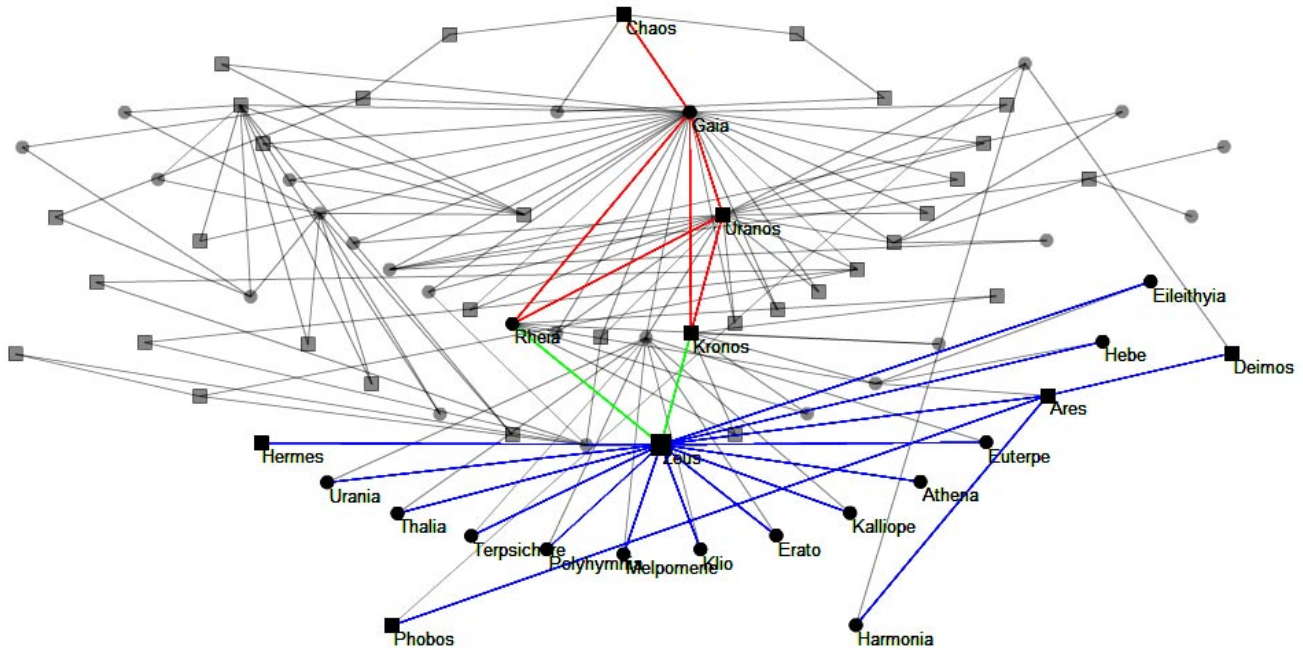 Chaos
Gaia
Uranos
Eileithyia
Rheia
Kronos
Hebe
Deimos
Ares
Hermes
Zeus
Euterpe
Urania
Athena
Thalia
Kalliope
Terpsichore
Polyhymnia
Melpomene
Klio
Erato
Phobos
Harmonia